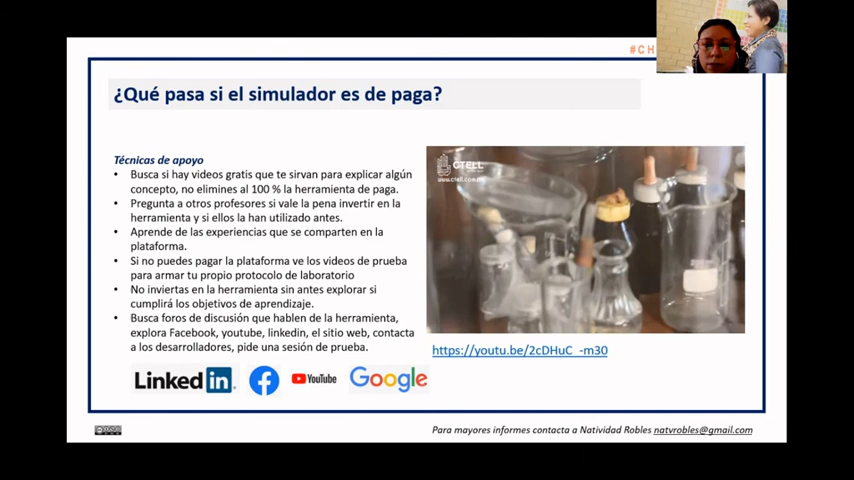 #CH
¿Qué pasa si el simulador es de paga?
Técnicas de apoyo
• Busca si hay videos gratis que te sirvan para explicar algún
concepto, no elimines al 100 % la herramienta de paga.
• Pregunta a otros profesores si vale la pena invertir en la
herramienta y si ellos la han utilizado antes.
• Aprende de las experiencias que se comparten en la
plataforma.
• Si no puedes pagar la plataforma ve los videos de prueba
para armar tu propio protocolo de laboratorio
• No inviertas en la herramienta sin antes explorar si
cumplirá los objetivos de aprendizaje.
• Busca foros de discusión que hablen de la herramienta,
explora Facebook, youtube, linkedin, el sitio web, contacta
a los desarrolladores, pide una sesión de prueba.
CTELL
https://youtu.be/2cDHuC_-m30
Linked in
YouTube
Google
Para mayores informes contacta a Natividad Robles natvrobles@gmail.com